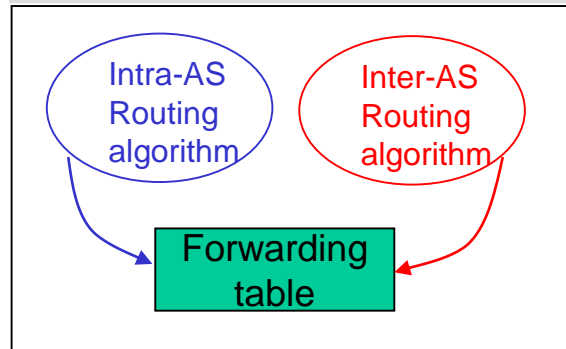 Intra-AS
Routing
algorithm
Inter-AS
Routing
algorithm
Forwarding
table